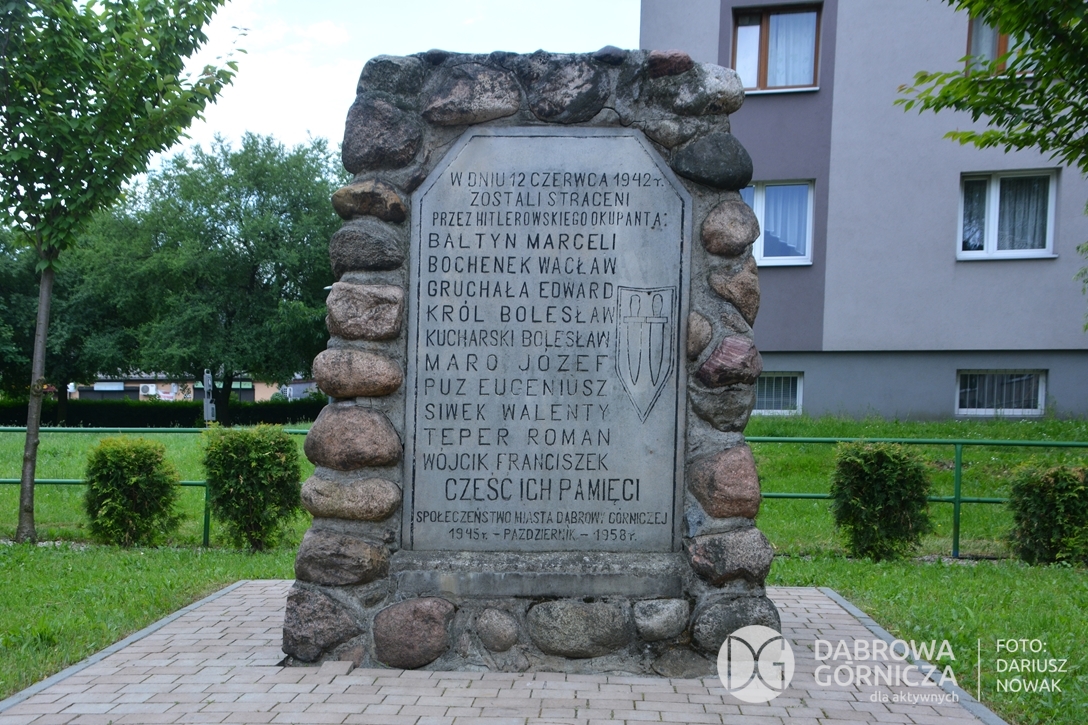 W DNIU 12 CZERWCA 1942 r.
ZOSTALI STRACENI
PRZEZ HITLEROWSKIEGO OKUPANTA:
BAŁTYN MARCELI
BOCHENEK WACŁAW
GRUCHAŁA EDWARD
KRÓL BOLESŁAW
KUCHARSKI BOLESŁAW
MARO JÓZEF
PUZ EUGENIUSZ
SIWEK WALENTY
TEPER ROMAN
WÓJCIK FRANCISZEK
CZEŚĆ ICH PAMIĘCI
SPOŁECZEŃSTWO MIASTA DĄBROWY GÓRNICZEJ
1945 r. - PAŹDZIERNIK - 1958 r.
DG
DĄBROWA
GÓRNICZA
dla aktywnych
FOTO:
DARIUSZ
NOWAK